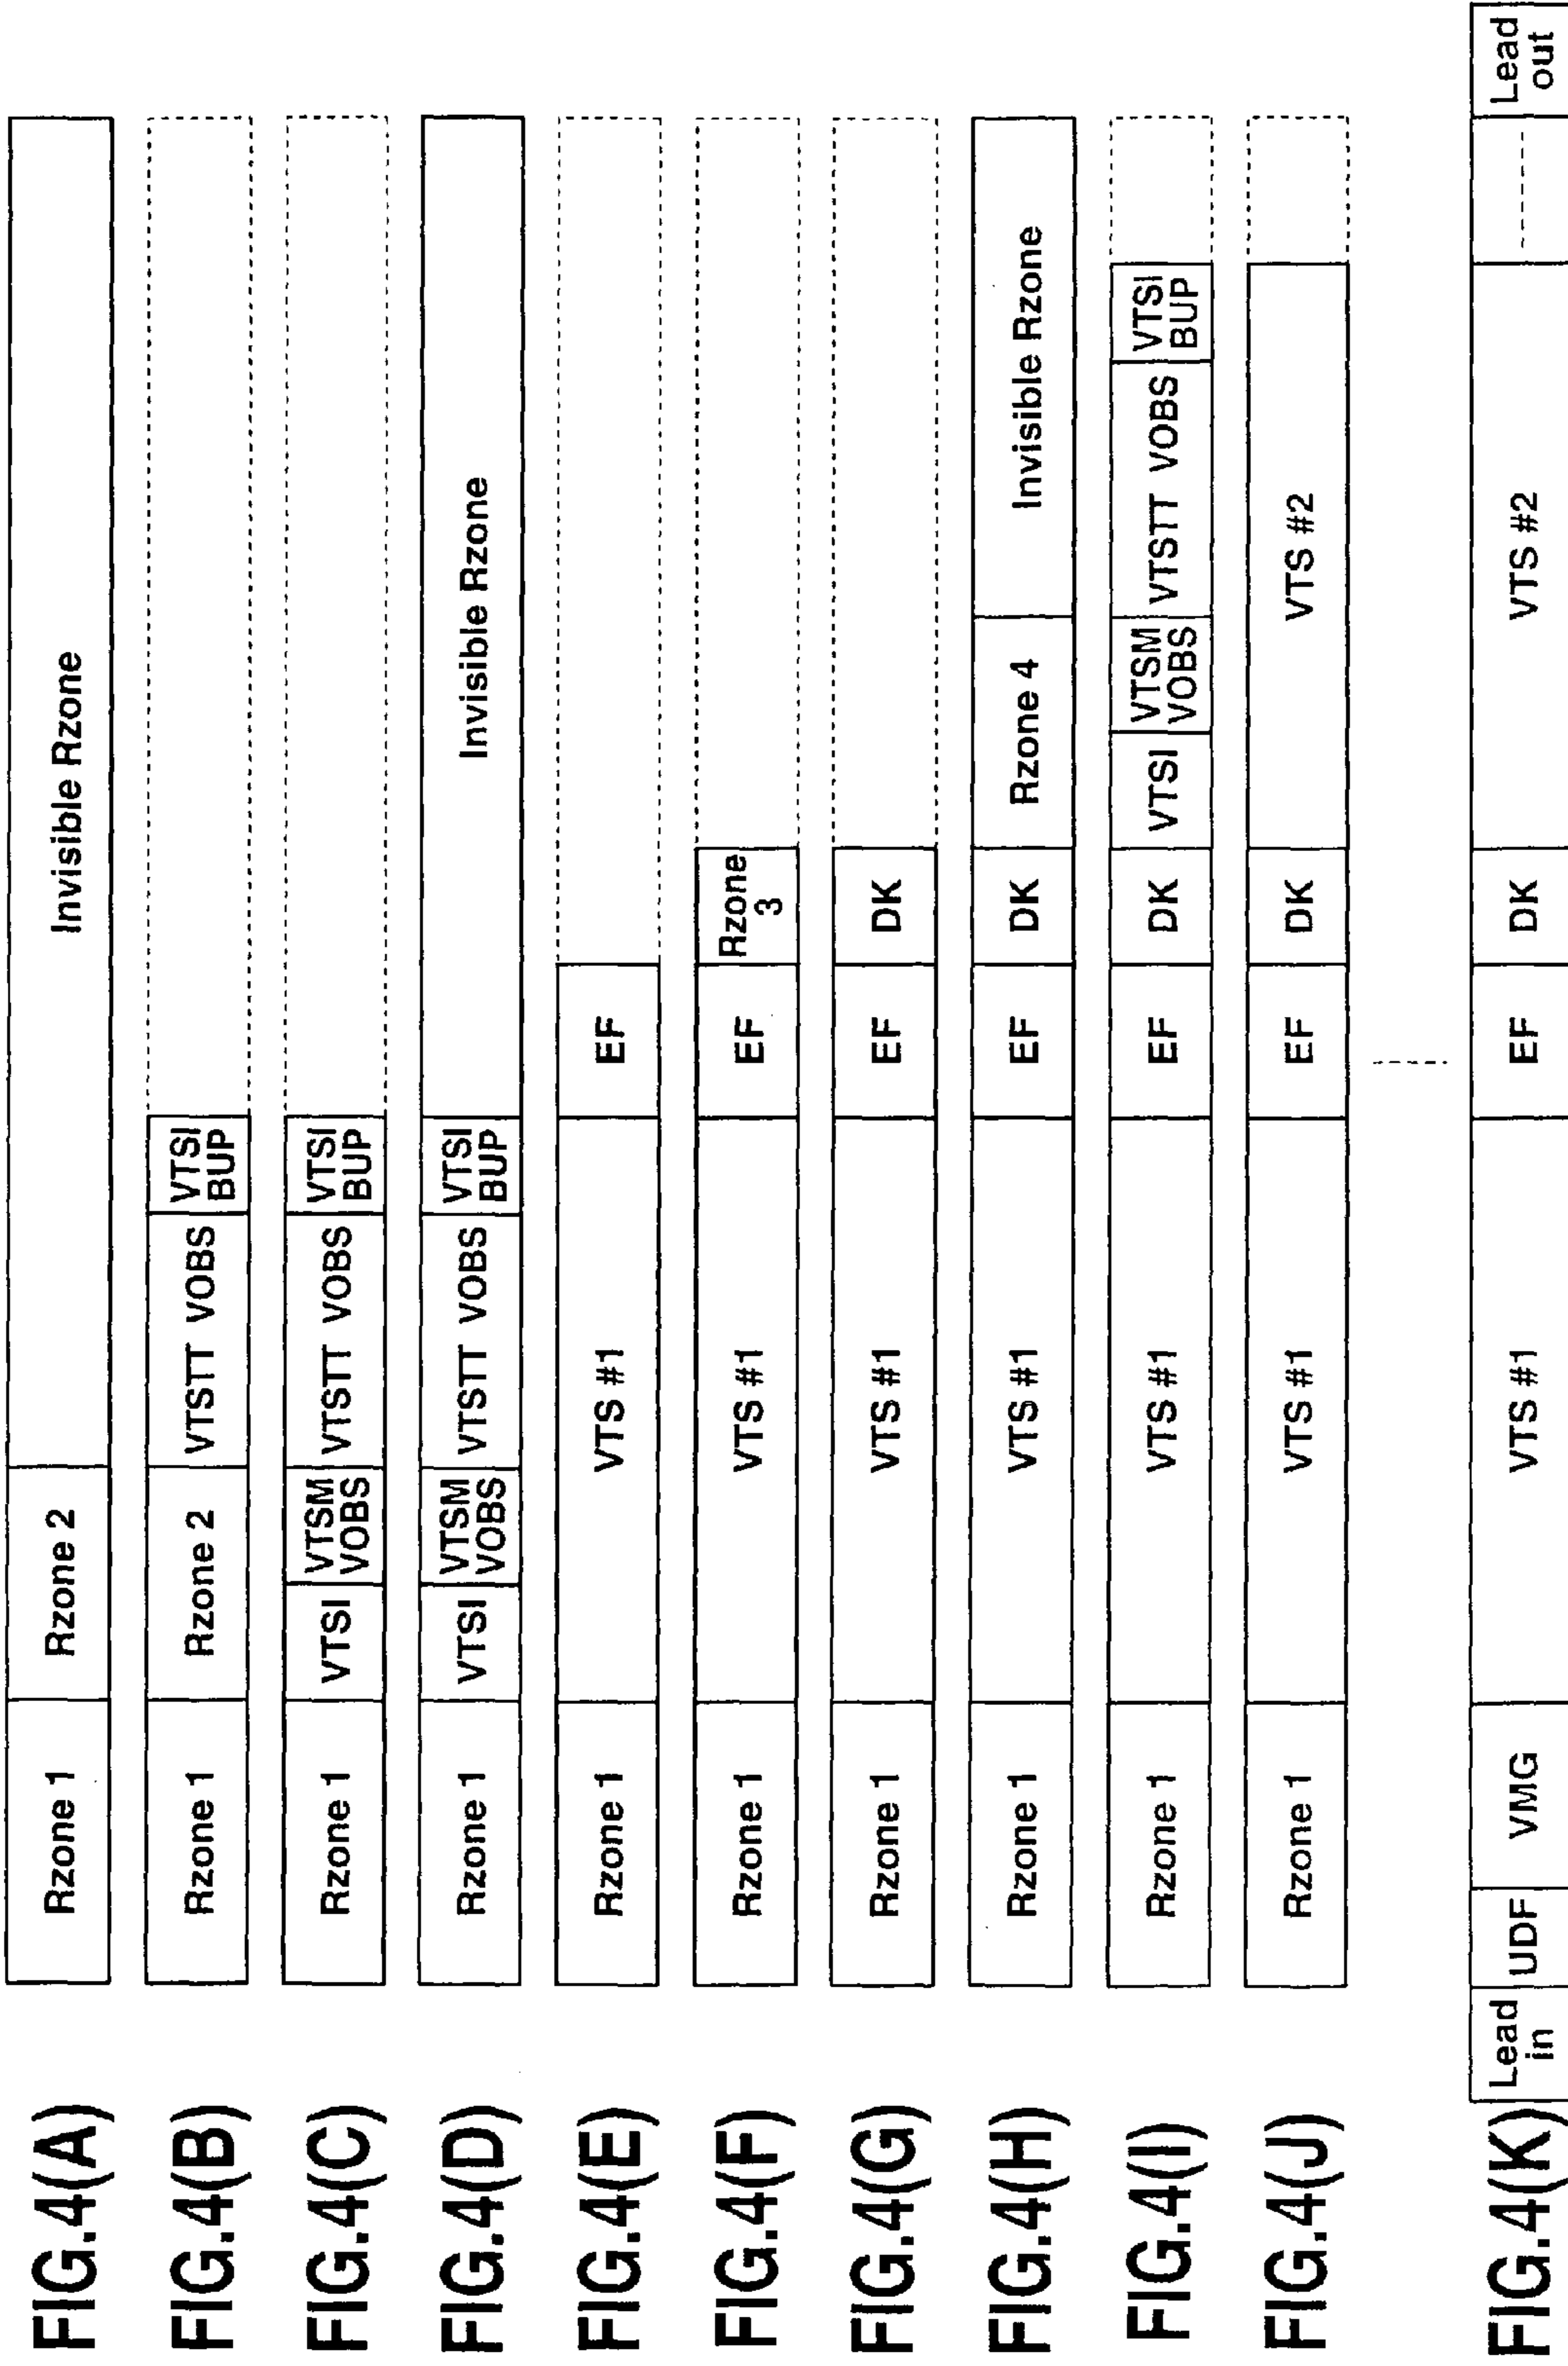 FIG.4(A) Rzone 1 Rzone 2 Invisible Rzone
FIG.4(B) Rzone 1 Rzone 2 VTSTT VOBS VTSI BUP
FIG.4(C) Rzone 1 VTSI VTSM VOBS VTSTT VOBS VTSI BUP
FIG.4(D) Rzone 1 VTSI VTSM VOBS VTSTT VOBS VTSI BUP Invisible Rzone
FIG.4(E) Rzone 1 VTS #1 EF
FIG.4(F) Rzone 1 VTS #1 EF Rzone 3
FIG.4(G) Rzone 1 VTS #1 EF DK
FIG.4(H) Rzone 1 VTS #1 EF DK Rzone 4 Invisible Rzone
FIG.4(I) Rzone 1 VTS #1 EF DK VTSI VTSM VOBS VTSTT VOBS VTSI BUP
FIG.4(J) Rzone 1 VTS #1 EF DK VTS #2
FIG.4(K) Lead in UDF VMG VTS #1 EF DK VTS #2 Lead out